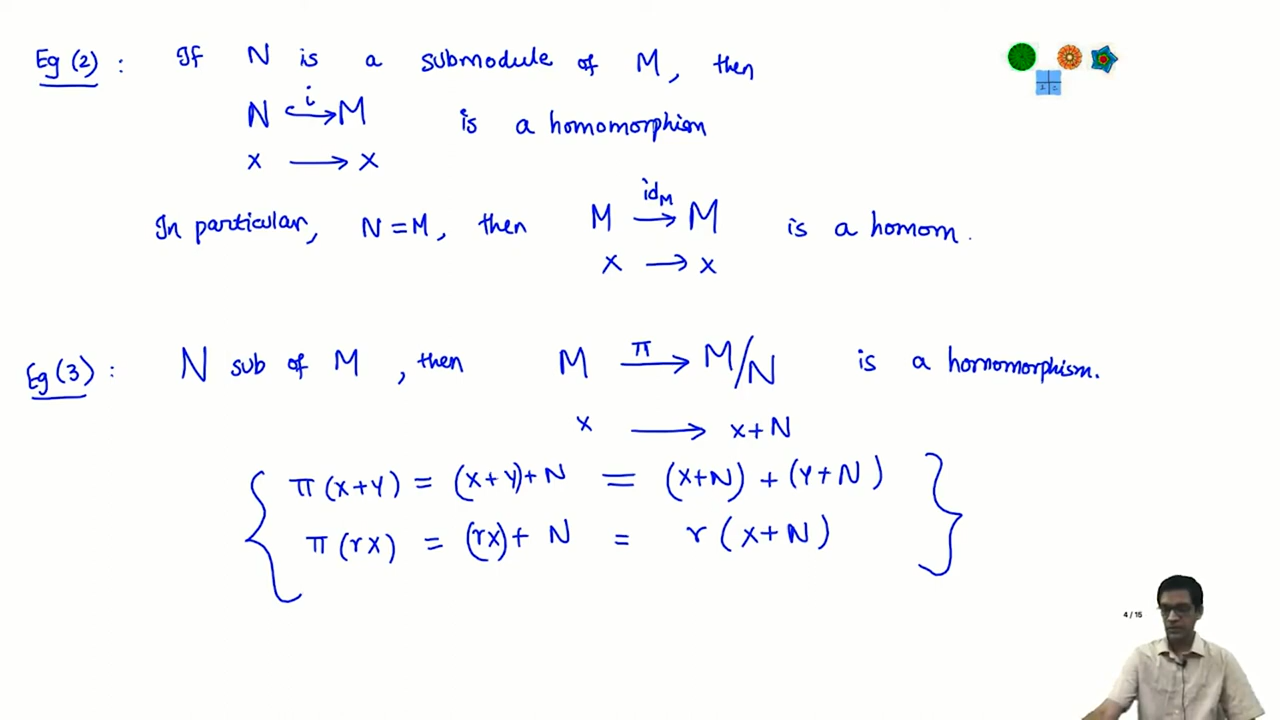 Eg (2) : If N is a submodule of M, then
N ↪ M is a homomorphism
i
x → x
In particular, N = M, then M → M is a homom.
id_M
x → x
Eg (3) : N sub of M, then M → M/N is a homomorphism.
π
x → x+N
π(x+y) = (x+y)+N = (x+N) + (y+N)
π(rx) = (rx)+N = r(x+N)
4 / 15